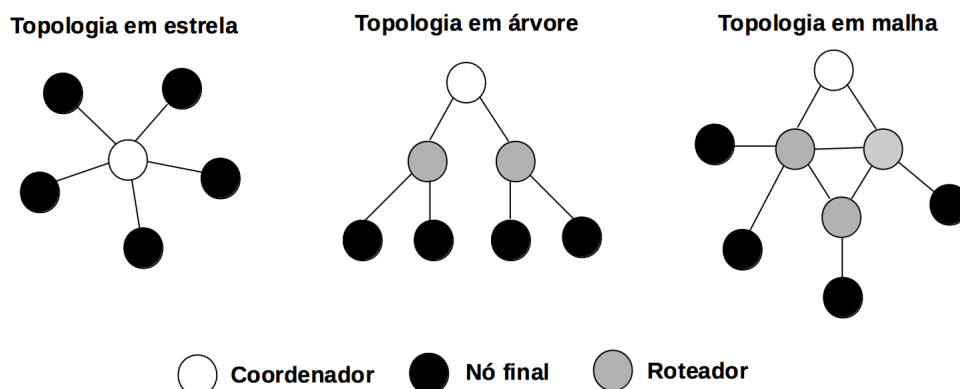 Topologia em estrela
Topologia em árvore
Topologia em malha
Coordenador
Nó final
Roteador